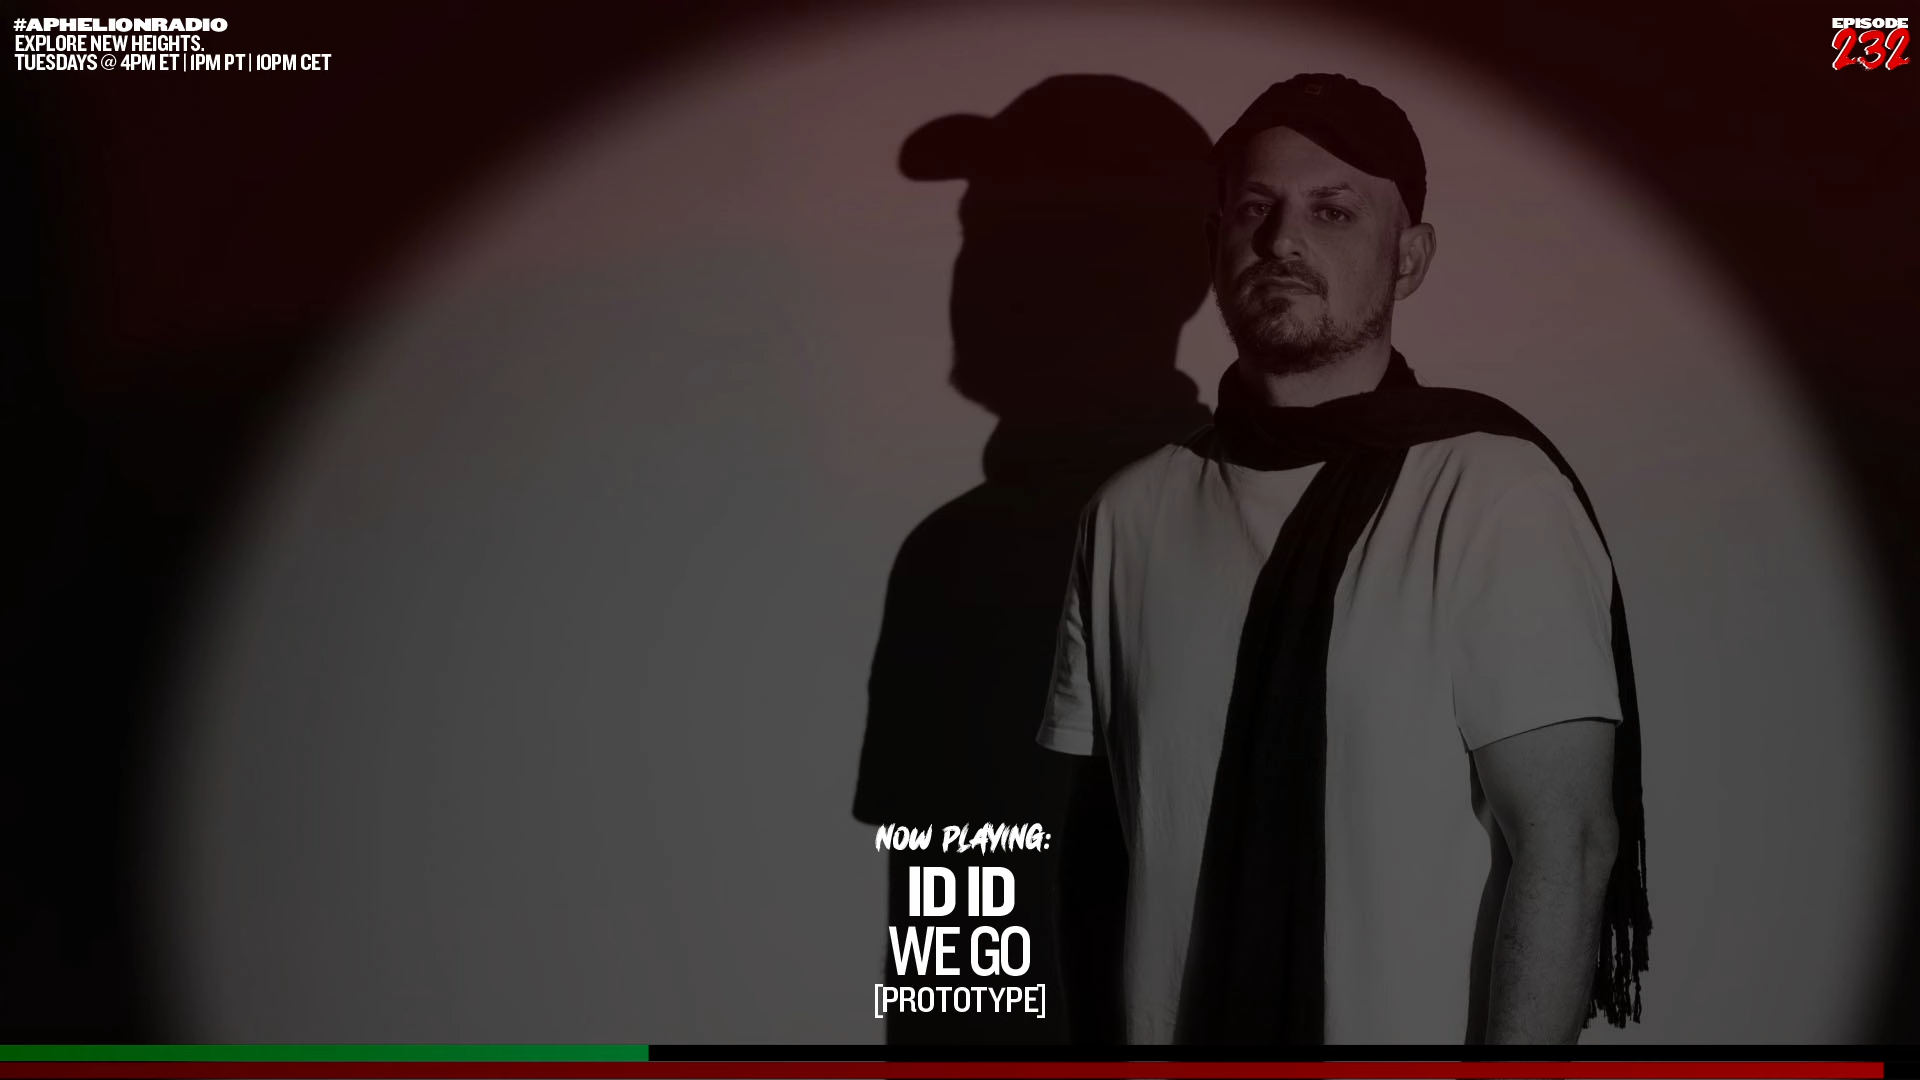 #APHELIONRADIO
EXPLORE NEW HEIGHTS.
TUESDAYS @ 4PM ET | 1PM PT | 10PM CET
EPISODE
232
NOW PLAYING:
ID ID
WE GO
[PROTOTYPE]